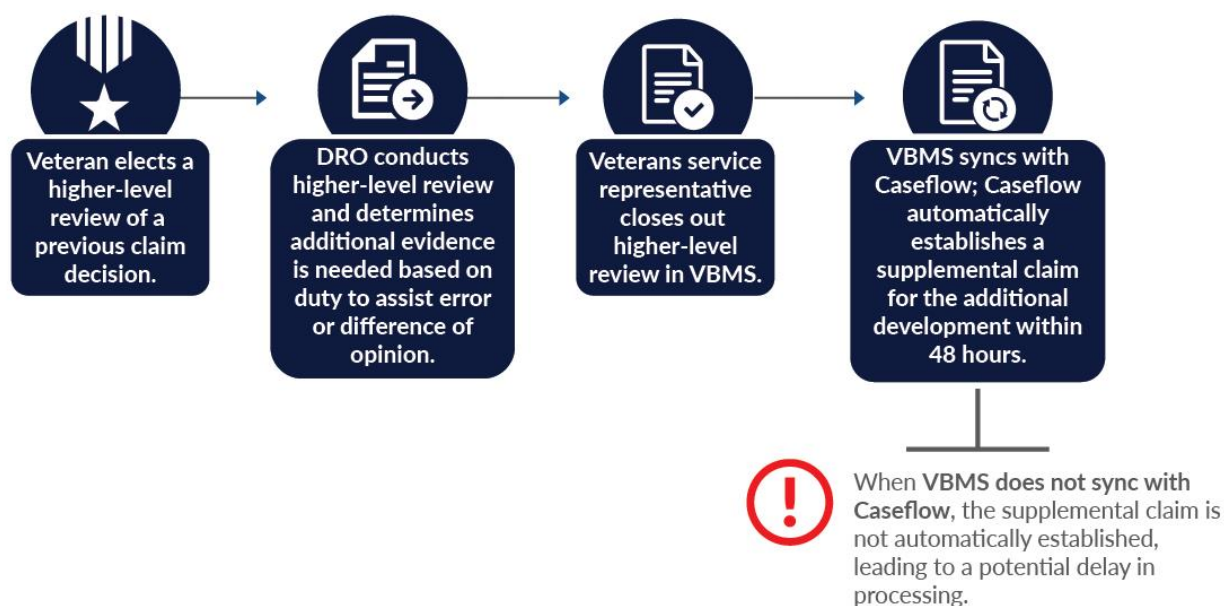 Veteran elects a
higher-level
review of a
previous claim
decision.
DRO conducts
higher-level review
and determines
additional evidence
is needed based on
duty to assist error
or difference of
opinion.
Veterans service
representative
closes out
higher-level
review in VBMS.
VBMS syncs with
Caseflow; Caseflow
automatically
establishes a
supplemental claim
for the additional
development within
48 hours.
When VBMS does not sync with
Caseflow, the supplemental claim is
not automatically established,
leading to a potential delay in
processing.